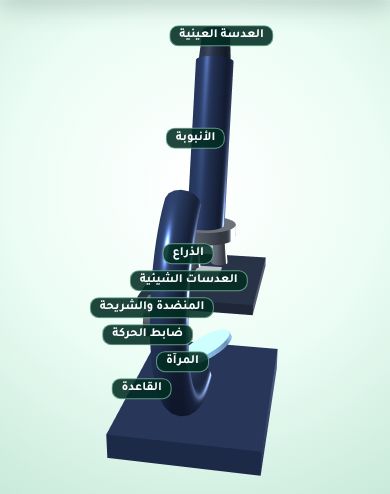 العدسة العينية
الأنبوبة
الذراع
العدسات الشيئية
المنضدة والشريحة
ضابط الحركة
المرآة
القاعدة